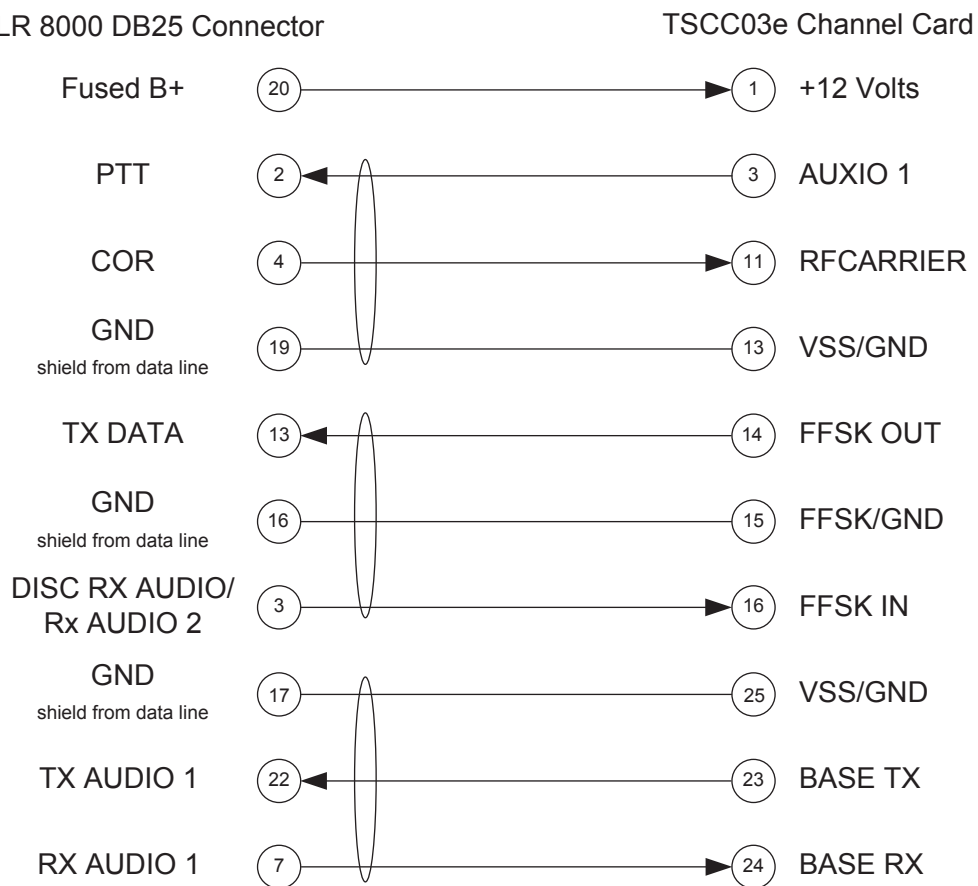 LR 8000 DB25 Connector TSCC03e Channel Card
Fused B+ 20 1 +12 Volts
PTT 2 3 AUXIO 1
COR 4 11 RFCARRIER
GND
shield from data line 19 13 VSS/GND
TX DATA 13 14 FFSK OUT
GND
shield from data line 16 15 FFSK/GND
DISC RX AUDIO/
Rx AUDIO 2 3 16 FFSK IN
GND
shield from data line 17 25 VSS/GND
TX AUDIO 1 22 23 BASE TX
RX AUDIO 1 7 24 BASE RX